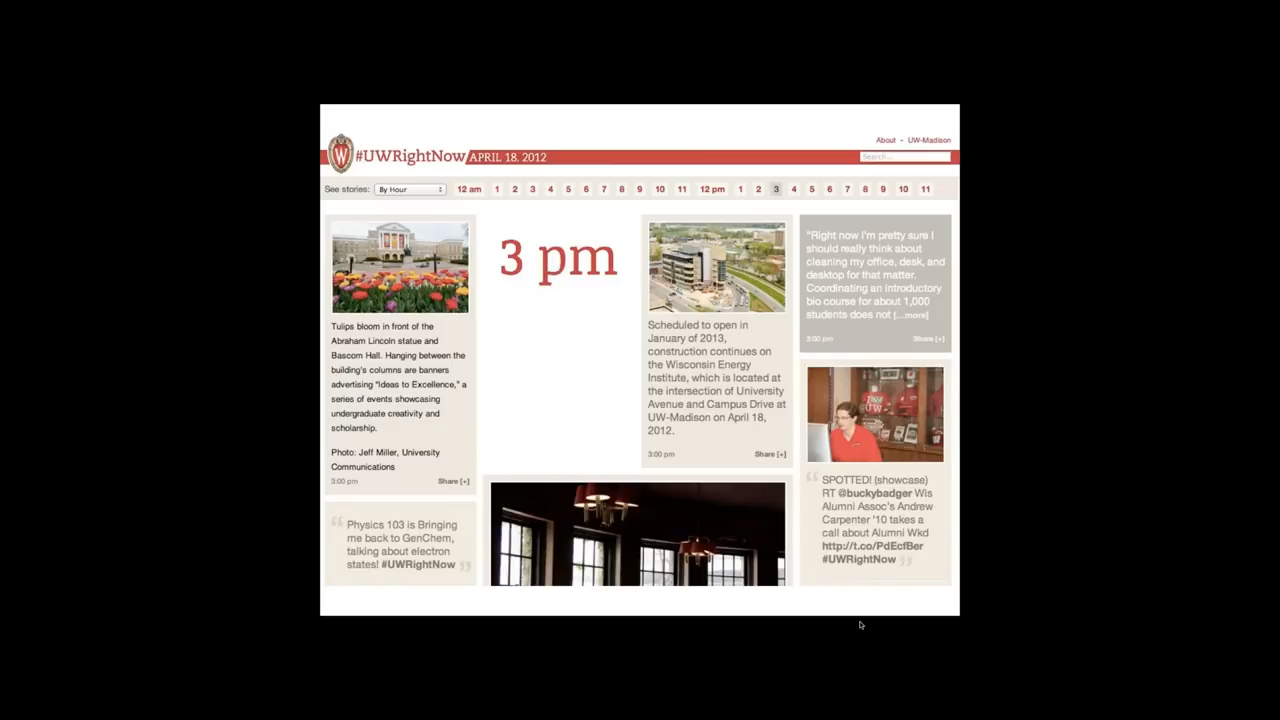 About - UW-Madison
#UWRightNow APRIL 18, 2012
Search...
See stories: By Hour 12 am 1 2 3 4 5 6 7 8 9 10 11 12 pm 1 2 3 4 5 6 7 8 9 10 11
Tulips bloom in front of the
Abraham Lincoln statue and
Bascom Hall. Hanging between the
building's columns are banners
advertising "Ideas to Excellence," a
series of events showcasing
undergraduate creativity and
scholarship.
Photo: Jeff Miller, University
Communications
3:00 pm Share [+]
Physics 103 is Bringing
me back to GenChem,
talking about electron
states! #UWRightNow
3 pm
Scheduled to open in
January of 2013,
construction continues on
the Wisconsin Energy
Institute, which is located at
the intersection of University
Avenue and Campus Drive at
UW-Madison on April 18,
2012.
3:00 pm Share [+]
"Right now I'm pretty sure I
should really think about
cleaning my office, desk, and
desktop for that matter.
Coordinating an introductory
bio course for about 1,000
students does not [...more]
3:00 pm Share [+]
SPOTTED! (showcase)
RT @buckybadger Wis
Alumni Assoc's Andrew
Carpenter '10 takes a
call about Alumni Wkd
http://t.co/PdEcfBer
#UWRightNow